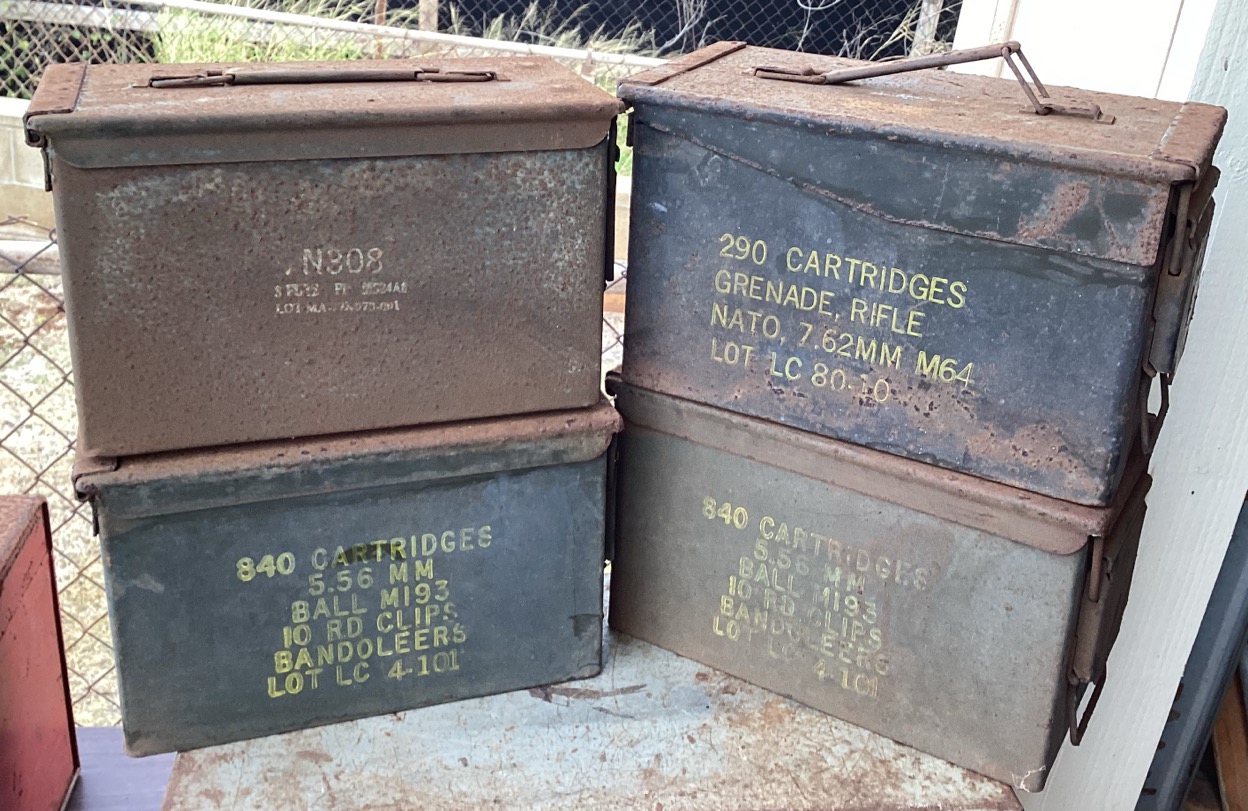 N308
290 CARTRIDGES
GRENADE, RIFLE
NATO, 7.62MM M64
LOT LC 80-10
840 CARTRIDGES
5.56 MM
BALL M193
10 RD CLIPS
BANDOLEERS
LOT LC 4-101
840 CARTRIDGES
5.56 MM
BALL M193
10 RD CLIPS
BANDOLEERS
LOT LC 4-101